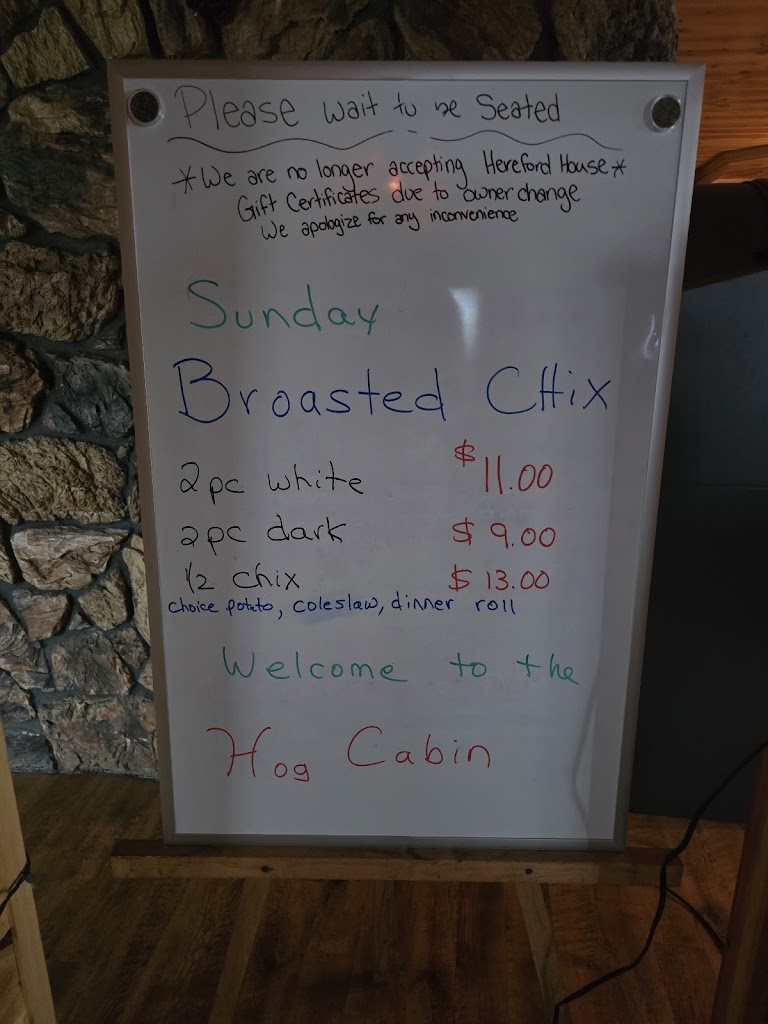 Please wait to be Seated
*We are no longer accepting Hereford House*
Gift Certificates due to owner change
We apologize for any inconvenience
Sunday
Broasted CHix
2pc white $11.00
2pc dark $9.00
1/2 chix $13.00
choice potato, coleslaw, dinner roll
Welcome to the
Hog Cabin